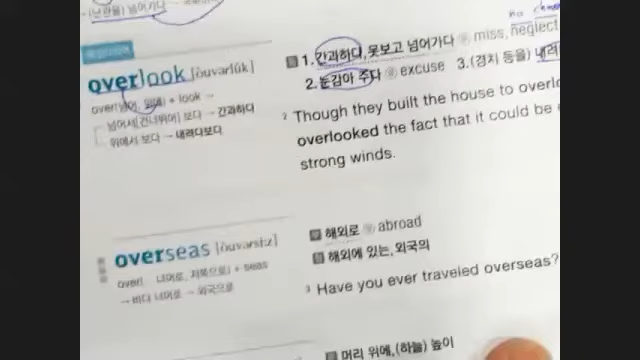 (난관을) 넘어가다
overlook [òuvərlúk]
over(넘어, 위에) + look →
넘어서[건너뛰어] 보다 → 간과하다
위에서 보다 → 내려다보다
동 1. 간과하다, 못보고 넘어가다 miss, neglect
2. 눈감아 주다 excuse 3. (경치 등을) 내려
Though they built the house to overlo
overlooked the fact that it could be
strong winds.
overseas [òuvərsíːz]
over( 너머로, 저쪽으로) + seas
→ 바다 너머로 → 외국으로
해외로 abroad
해외에 있는, 외국의
Have you ever traveled overseas?
머리 위에, (하늘) 높이